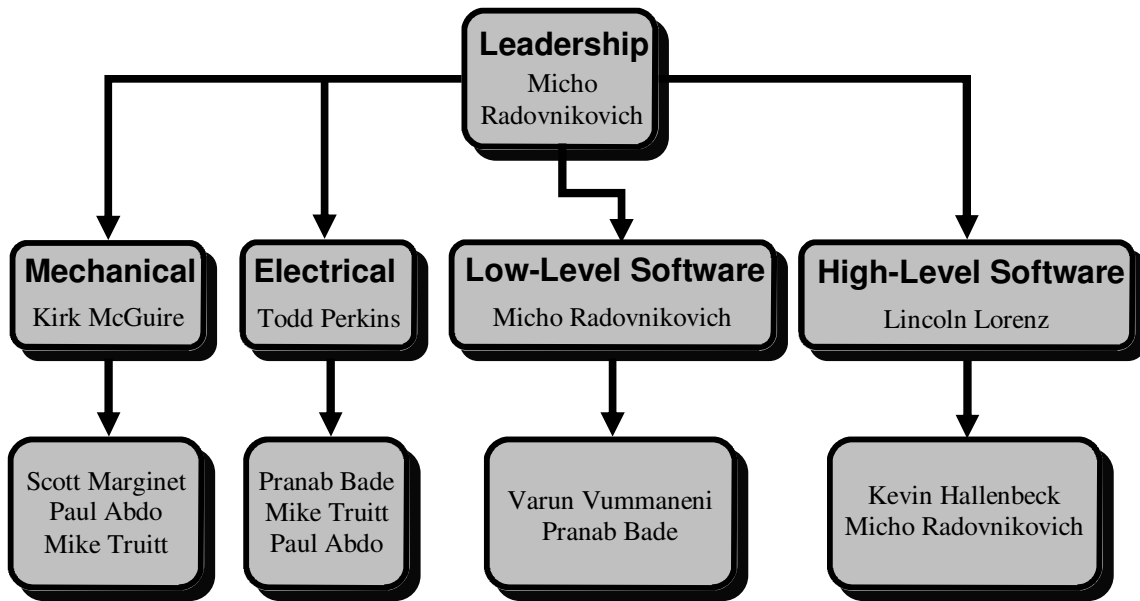 Leadership
Micho
Radovnikovich
Mechanical
Kirk McGuire
Electrical
Todd Perkins
Low-Level Software
Micho Radovnikovich
High-Level Software
Lincoln Lorenz
Scott Marginet
Paul Abdo
Mike Truitt
Pranab Bade
Mike Truitt
Paul Abdo
Varun Vummaneni
Pranab Bade
Kevin Hallenbeck
Micho Radovnikovich